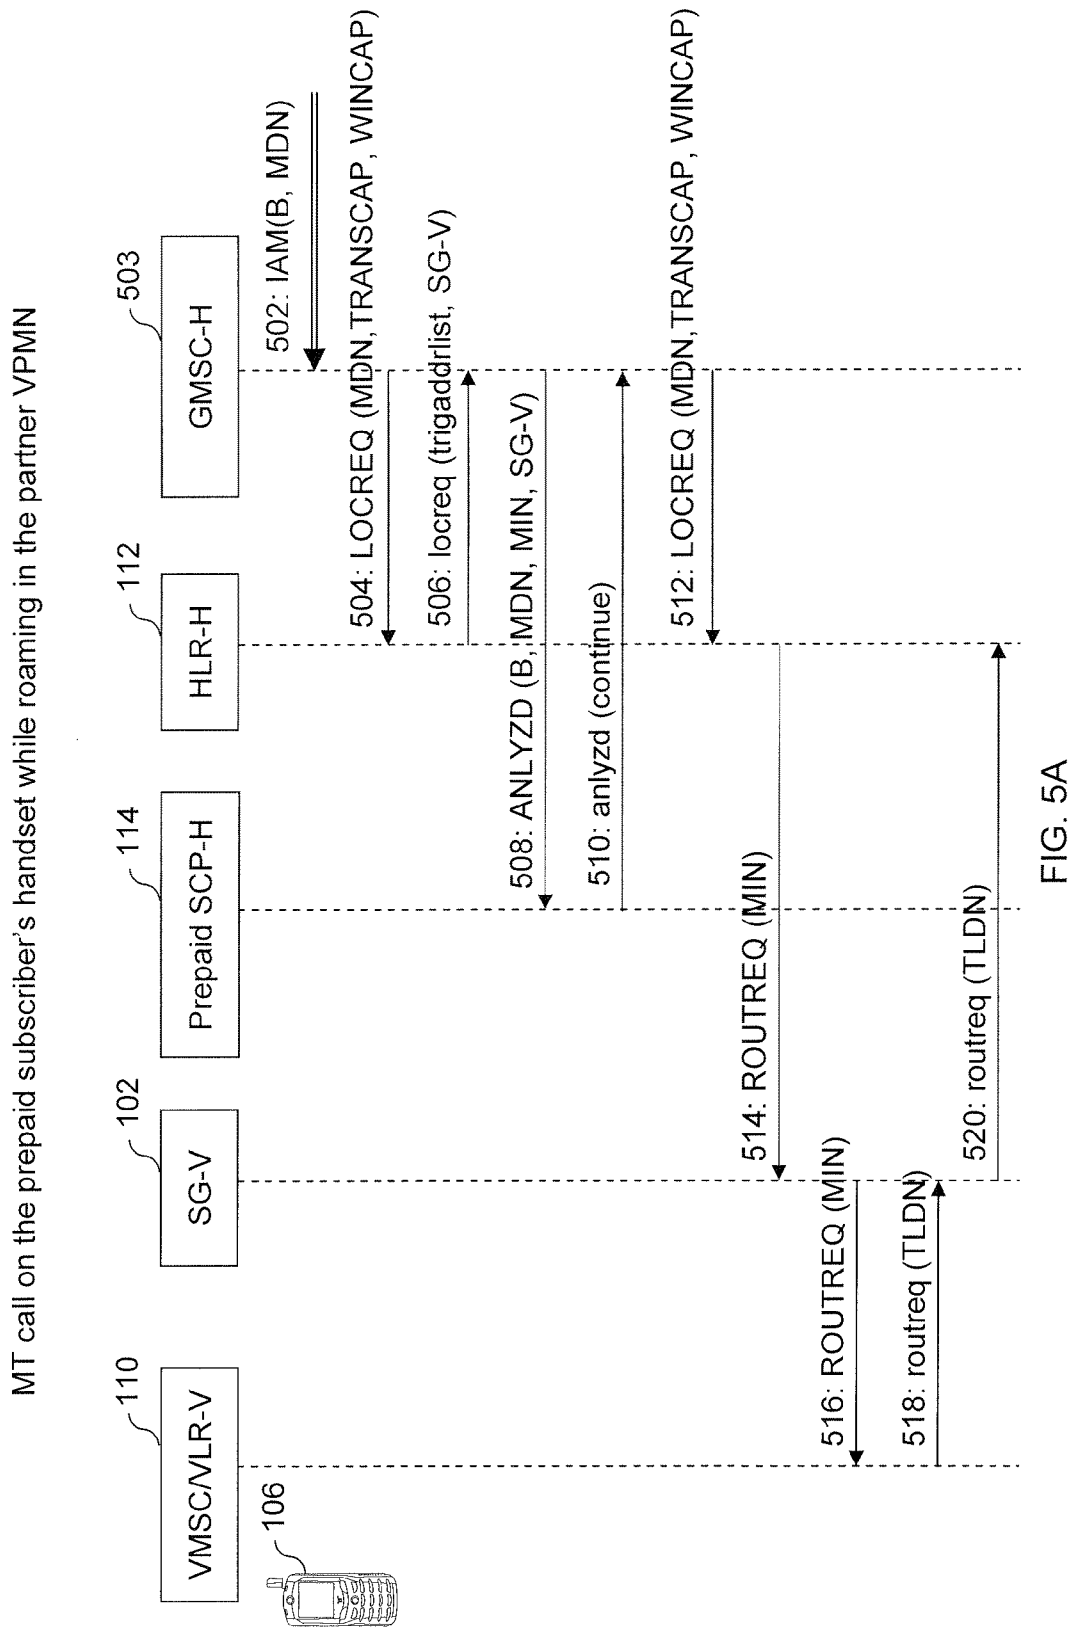 MT call on the prepaid subscriber's handset while roaming in the partner VPMN
110
102
114
112
503
VMSC/VLR-V
SG-V
Prepaid SCP-H
HLR-H
GMSC-H
106
502: IAM(B, MDN)
504: LOCREQ (MDN,TRANSCAP, WINCAP)
506: locreq (trigaddrlist, SG-V)
508: ANLYZD (B, MDN, MIN, SG-V)
510: anlyzd (continue)
512: LOCREQ (MDN,TRANSCAP, WINCAP)
514: ROUTREQ (MIN)
516: ROUTREQ (MIN)
518: routreq (TLDN)
520: routreq (TLDN)
FIG. 5A